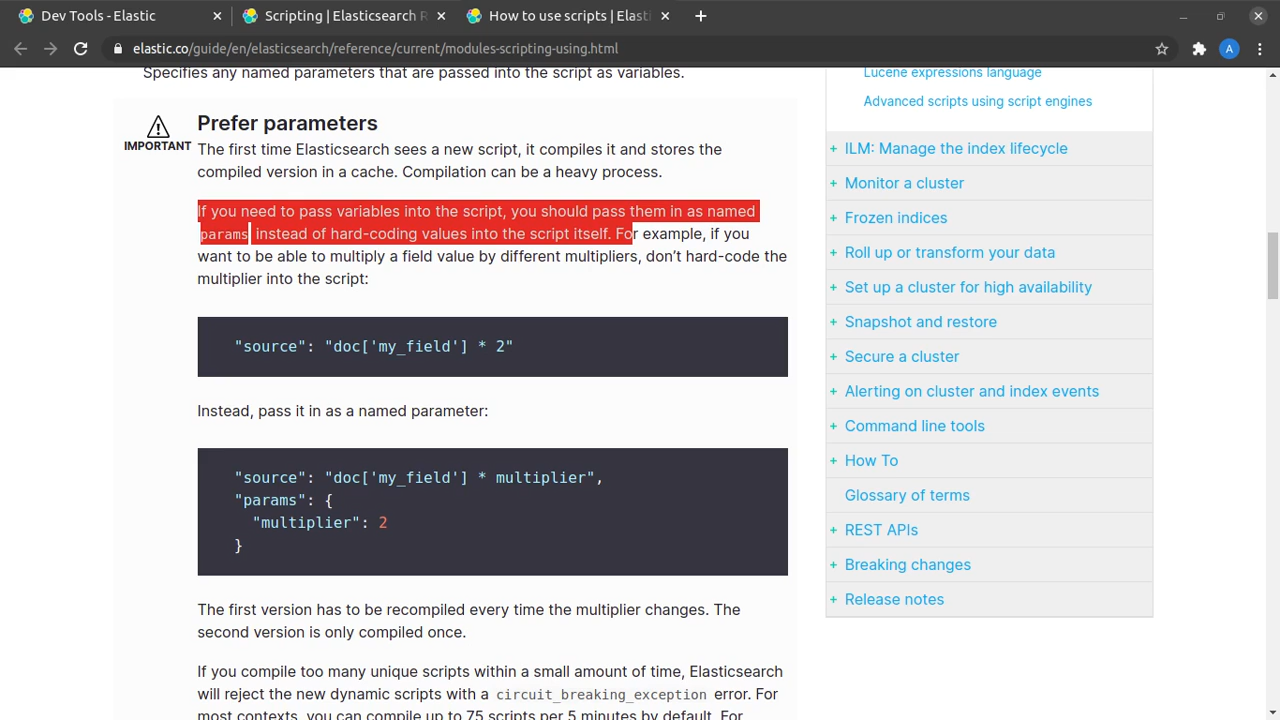 Dev Tools - Elastic
Scripting | Elasticsearch R
How to use scripts | Elasti
elastic.co/guide/en/elasticsearch/reference/current/modules-scripting-using.html
A
Specifies any named parameters that are passed into the script as variables.
IMPORTANT
Prefer parameters
The first time Elasticsearch sees a new script, it compiles it and stores the
compiled version in a cache. Compilation can be a heavy process.
If you need to pass variables into the script, you should pass them in as named
params instead of hard-coding values into the script itself. For example, if you
want to be able to multiply a field value by different multipliers, don’t hard-code the
multiplier into the script:
"source": "doc['my_field'] * 2"
Instead, pass it in as a named parameter:
"source": "doc['my_field'] * multiplier",
"params": {
"multiplier": 2
}
The first version has to be recompiled every time the multiplier changes. The
second version is only compiled once.
If you compile too many unique scripts within a small amount of time, Elasticsearch
will reject the new dynamic scripts with a circuit_breaking_exception error. For
most contexts, you can compile up to 75 scripts per 5 minutes by default. For
Lucene expressions language
Advanced scripts using script engines
+ ILM: Manage the index lifecycle
+ Monitor a cluster
+ Frozen indices
+ Roll up or transform your data
+ Set up a cluster for high availability
+ Snapshot and restore
+ Secure a cluster
+ Alerting on cluster and index events
+ Command line tools
+ How To
Glossary of terms
+ REST APIs
+ Breaking changes
+ Release notes